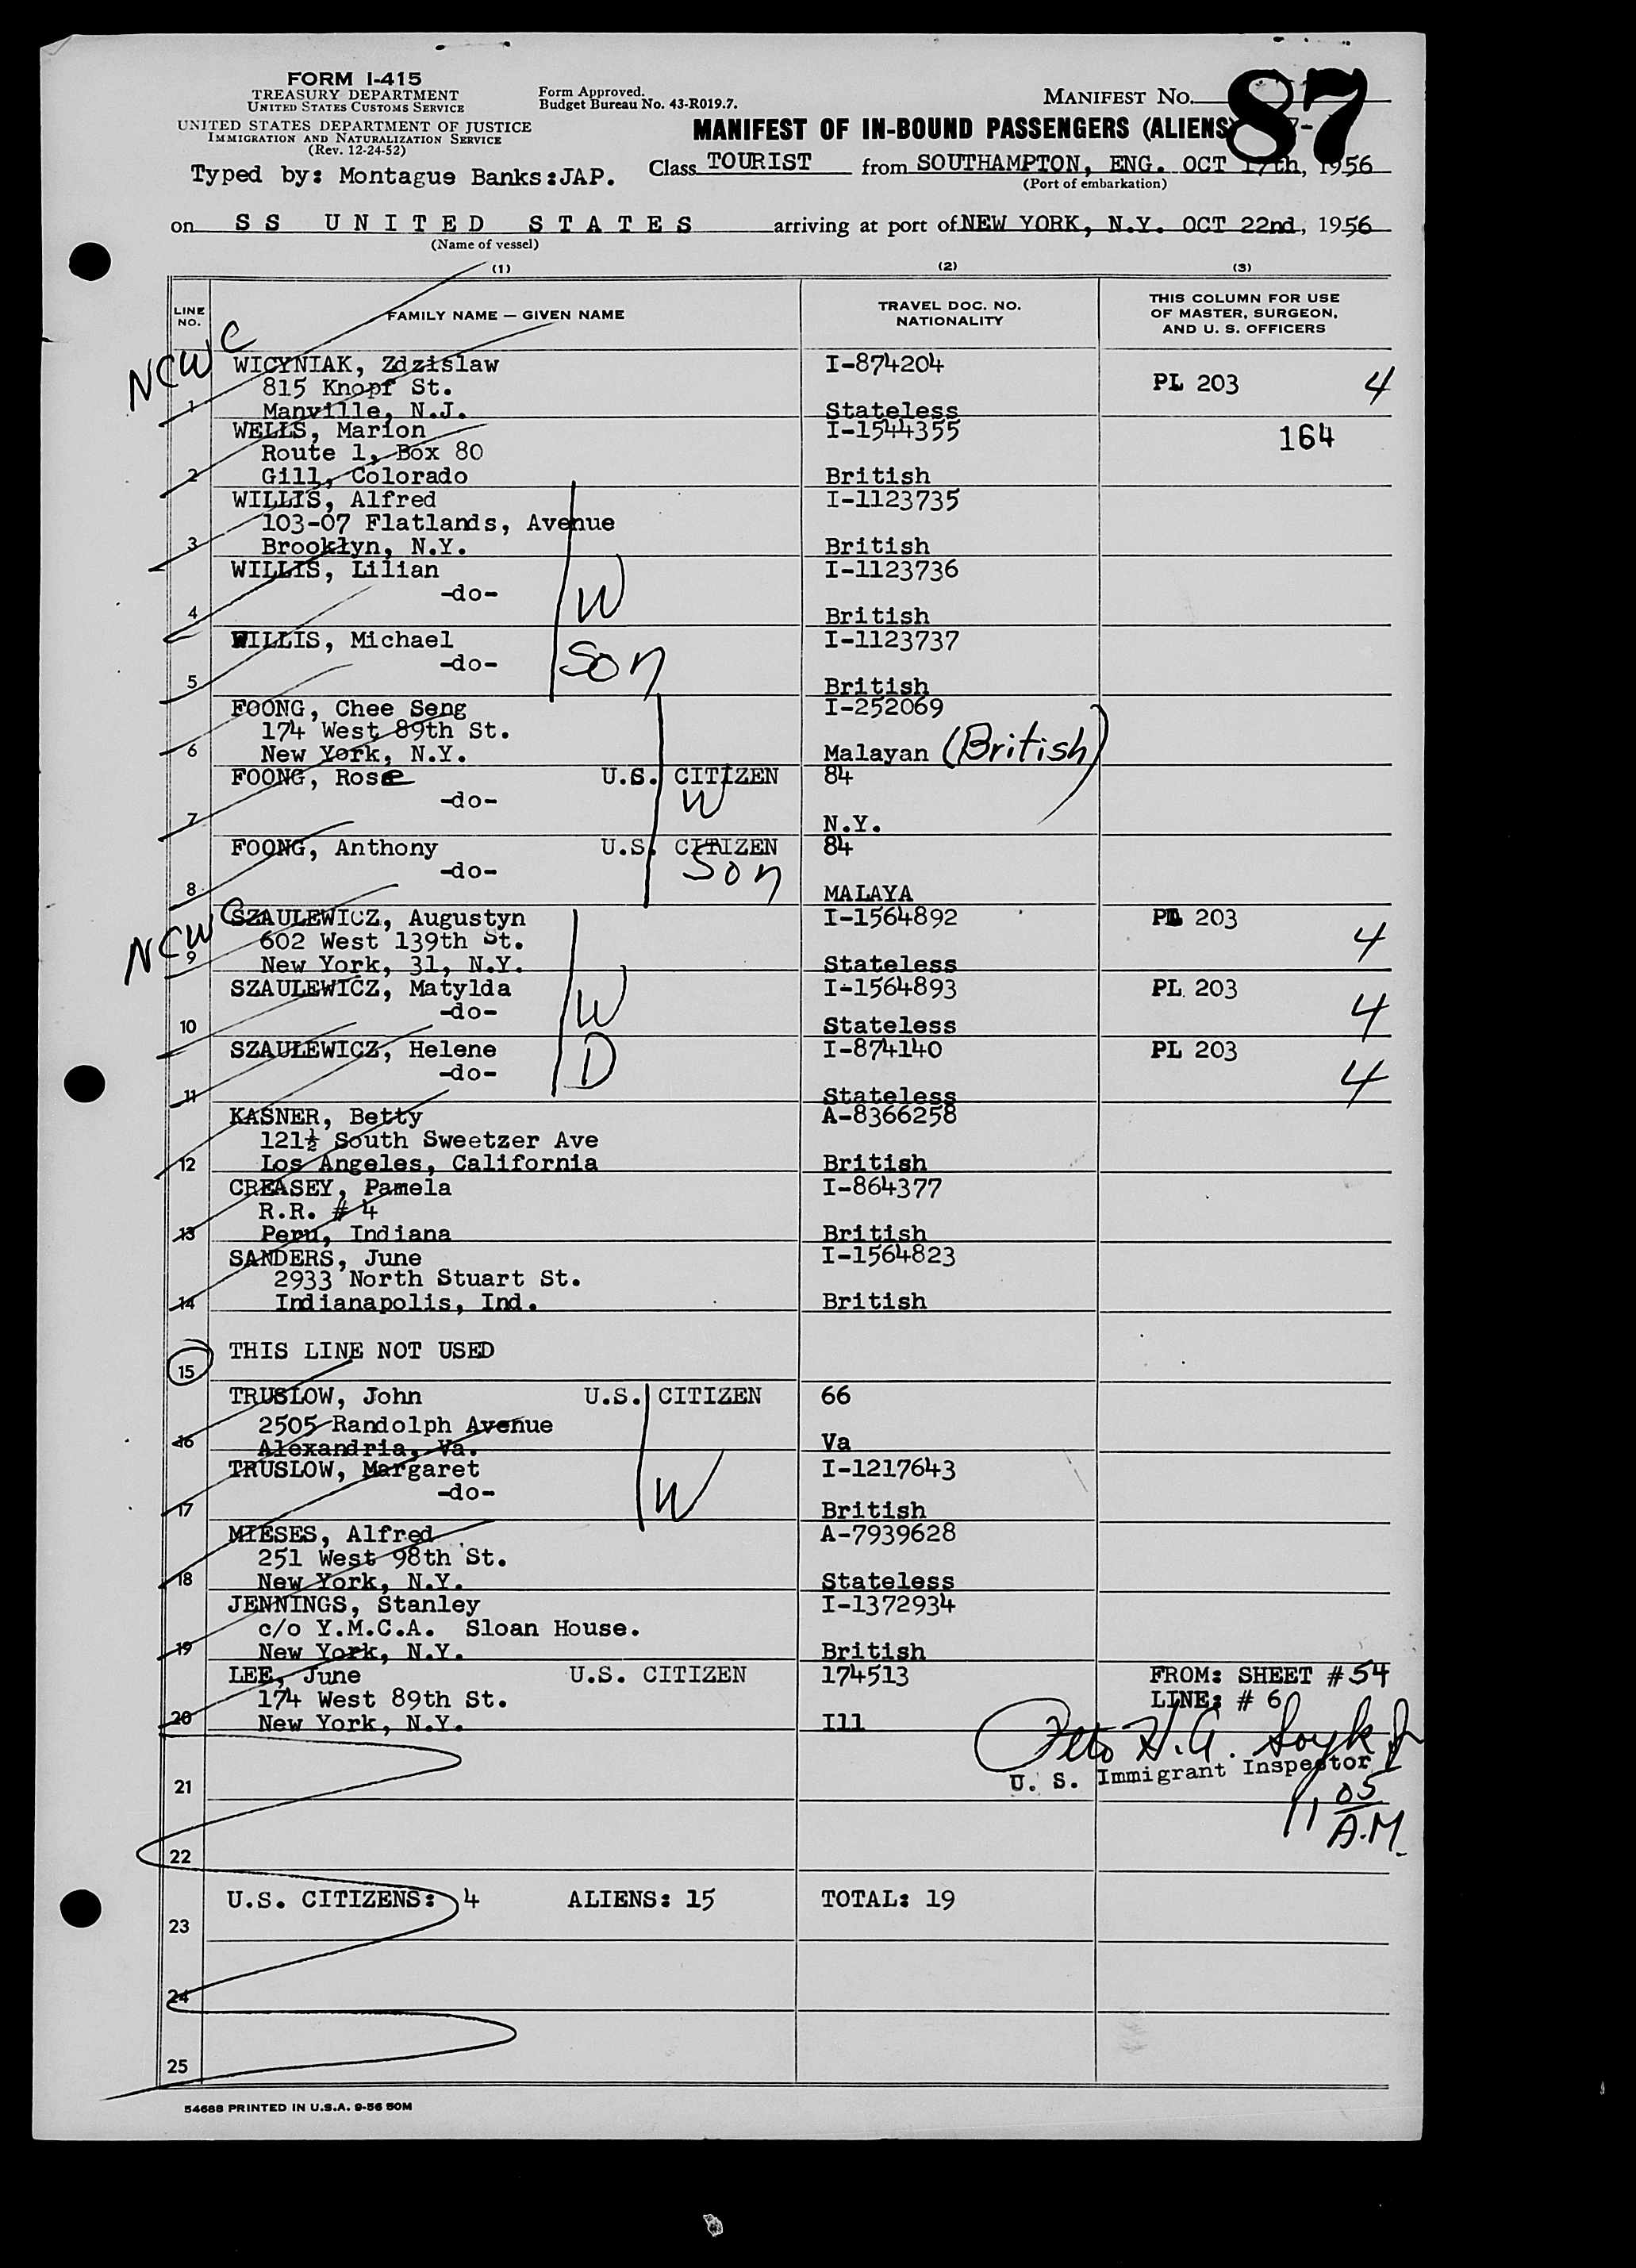 FORM I-415
TREASURY DEPARTMENT
UNITED STATES CUSTOMS SERVICE
UNITED STATES DEPARTMENT OF JUSTICE
IMMIGRATION AND NATURALIZATION SERVICE
(Rev. 12-24-52)
Form Approved.
Budget Bureau No. 43-R019.7.
MANIFEST NO.
87
MANIFEST OF IN-BOUND PASSENGERS (ALIENS)
Typed by: Montague Banks:JAP.
Class TOURIST from SOUTHAMPTON, ENG. OCT 17th, 1956
(Port of embarkation)
on SS UNITED STATES arriving at port of NEW YORK, N.Y. OCT 22nd, 1956
(Name of vessel)
(1) (2) (3)
LINE NO.
FAMILY NAME — GIVEN NAME
TRAVEL DOC. NO.
NATIONALITY
THIS COLUMN FOR USE
OF MASTER, SURGEON,
AND U. S. OFFICERS
NCWC
WICYNIAK, Zdzislaw I-874204
815 Knopf St. PL 203 4
1 Manville, N.J. Stateless
WELLS, Marion I-1544355 164
Route 1, Box 80
2 Gill, Colorado British
WILLIS, Alfred I-1123735
103-07 Flatlands, Avenue
3 Brooklyn, N.Y. British
WILLIS, Lilian I-1123736
-do- W
4 British
WILLIS, Michael I-1123737
-do- Son
5 British
FOONG, Chee Seng I-252069
174 West 89th St.
6 New York, N.Y. Malayan (British)
FOONG, Rose U.S. CITIZEN 84
-do- W
7 N.Y.
FOONG, Anthony U.S. CITIZEN 84
-do- Son
8 MALAYA
NCWC
SZAULEWICZ, Augustyn I-1564892 PL 203
602 West 139th St. 4
9 New York, 31, N.Y. Stateless
SZAULEWICZ, Matylda I-1564893 PL 203
-do- W 4
10 Stateless
SZAULEWICZ, Helene I-874140 PL 203
-do- D 4
11 Stateless
KASNER, Betty A-8366258
121½ South Sweetzer Ave
12 Los Angeles, California British
CREASEY, Pamela I-864377
R.R. # 4
13 Peru, Indiana British
SANDERS, June I-1564823
2933 North Stuart St.
14 Indianapolis, Ind. British
THIS LINE NOT USED
15
TRUSLOW, John U.S. CITIZEN 66
2505 Randolph Avenue
16 Alexandria, Va. Va
TRUSLOW, Margaret I-1217643
-do- W
17 British
MIESES, Alfred A-7939628
251 West 98th St.
18 New York, N.Y. Stateless
JENNINGS, Stanley I-1372934
c/o Y.M.C.A. Sloan House.
19 New York, N.Y. British
LEE, June U.S. CITIZEN 174513 FROM: SHEET #54
174 West 89th St. LINE: # 6
20 New York, N.Y. Ill
U. S. Immigrant Inspector
21
11 05 A.M.
22
U.S. CITIZENS: 4 ALIENS: 15 TOTAL: 19
23
24
25
54688 PRINTED IN U.S.A. 9-56 50M